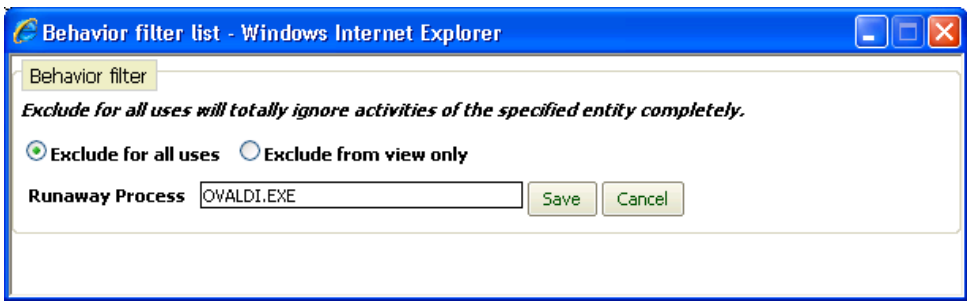 Behavior filter list - Windows Internet Explorer
Behavior filter
Exclude for all uses will totally ignore activities of the specified entity completely.
Exclude for all uses Exclude from view only
Runaway Process OVALDI.EXE Save Cancel